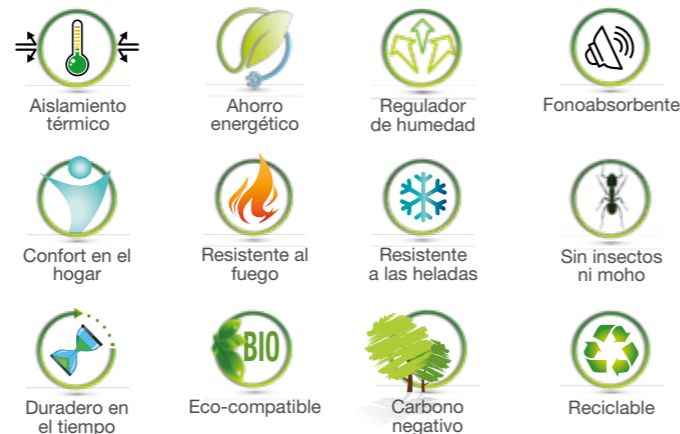 Aislamiento
térmico
Ahorro
energético
Regulador
de humedad
Fonoabsorbente
Confort en el
hogar
Resistente al
fuego
Resistente
a las heladas
Sin insectos
ni moho
BIO
Duradero en
el tiempo
Eco-compatible
Carbono
negativo
Reciclable